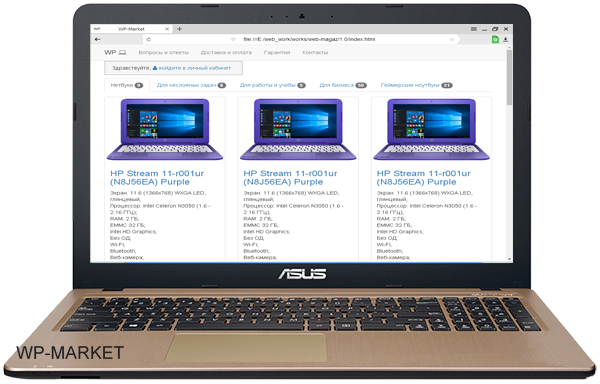 WP-Market
file:///E:/web_work/works/web-magaz/1.0/index.html
WP Вопросы и ответы Доставка и оплата Гарантия Контакты
Здравствуйте, войдите в личный кабинет
Нетбуки Для несложных задач Для работы и учебы 5 Для бизнеса 50 Геймерские ноутбуки 21
HP Stream 11-r001ur HP Stream 11-r001ur HP Stream 11-r001ur
(N8J56EA) Purple (N8J56EA) Purple (N8J56EA) Purple
Экран: 11.6 (1366x768) WXGA LED, Экран: 11.6 (1366x768) WXGA LED, Экран: 11.6 (1366x768) WXGA LED,
глянцевый; глянцевый; глянцевый;
Процессор: Intel Celeron N3050 (1.6 - Процессор: Intel Celeron N3050 (1.6 - Процессор: Intel Celeron N3050 (1.6 -
2.16 ГГц); 2.16 ГГц); 2.16 ГГц);
RAM: 2 ГБ; RAM: 2 ГБ; RAM: 2 ГБ;
EMMC: 32 ГБ; EMMC: 32 ГБ; EMMC: 32 ГБ;
Intel HD Graphics; Intel HD Graphics; Intel HD Graphics;
Без ОД; Без ОД; Без ОД;
Wi-Fi; Wi-Fi; Wi-Fi;
Bluetooth; Bluetooth; Bluetooth;
Веб-камера; Веб-камера; Веб-камера;
ASUS
WP-MARKET